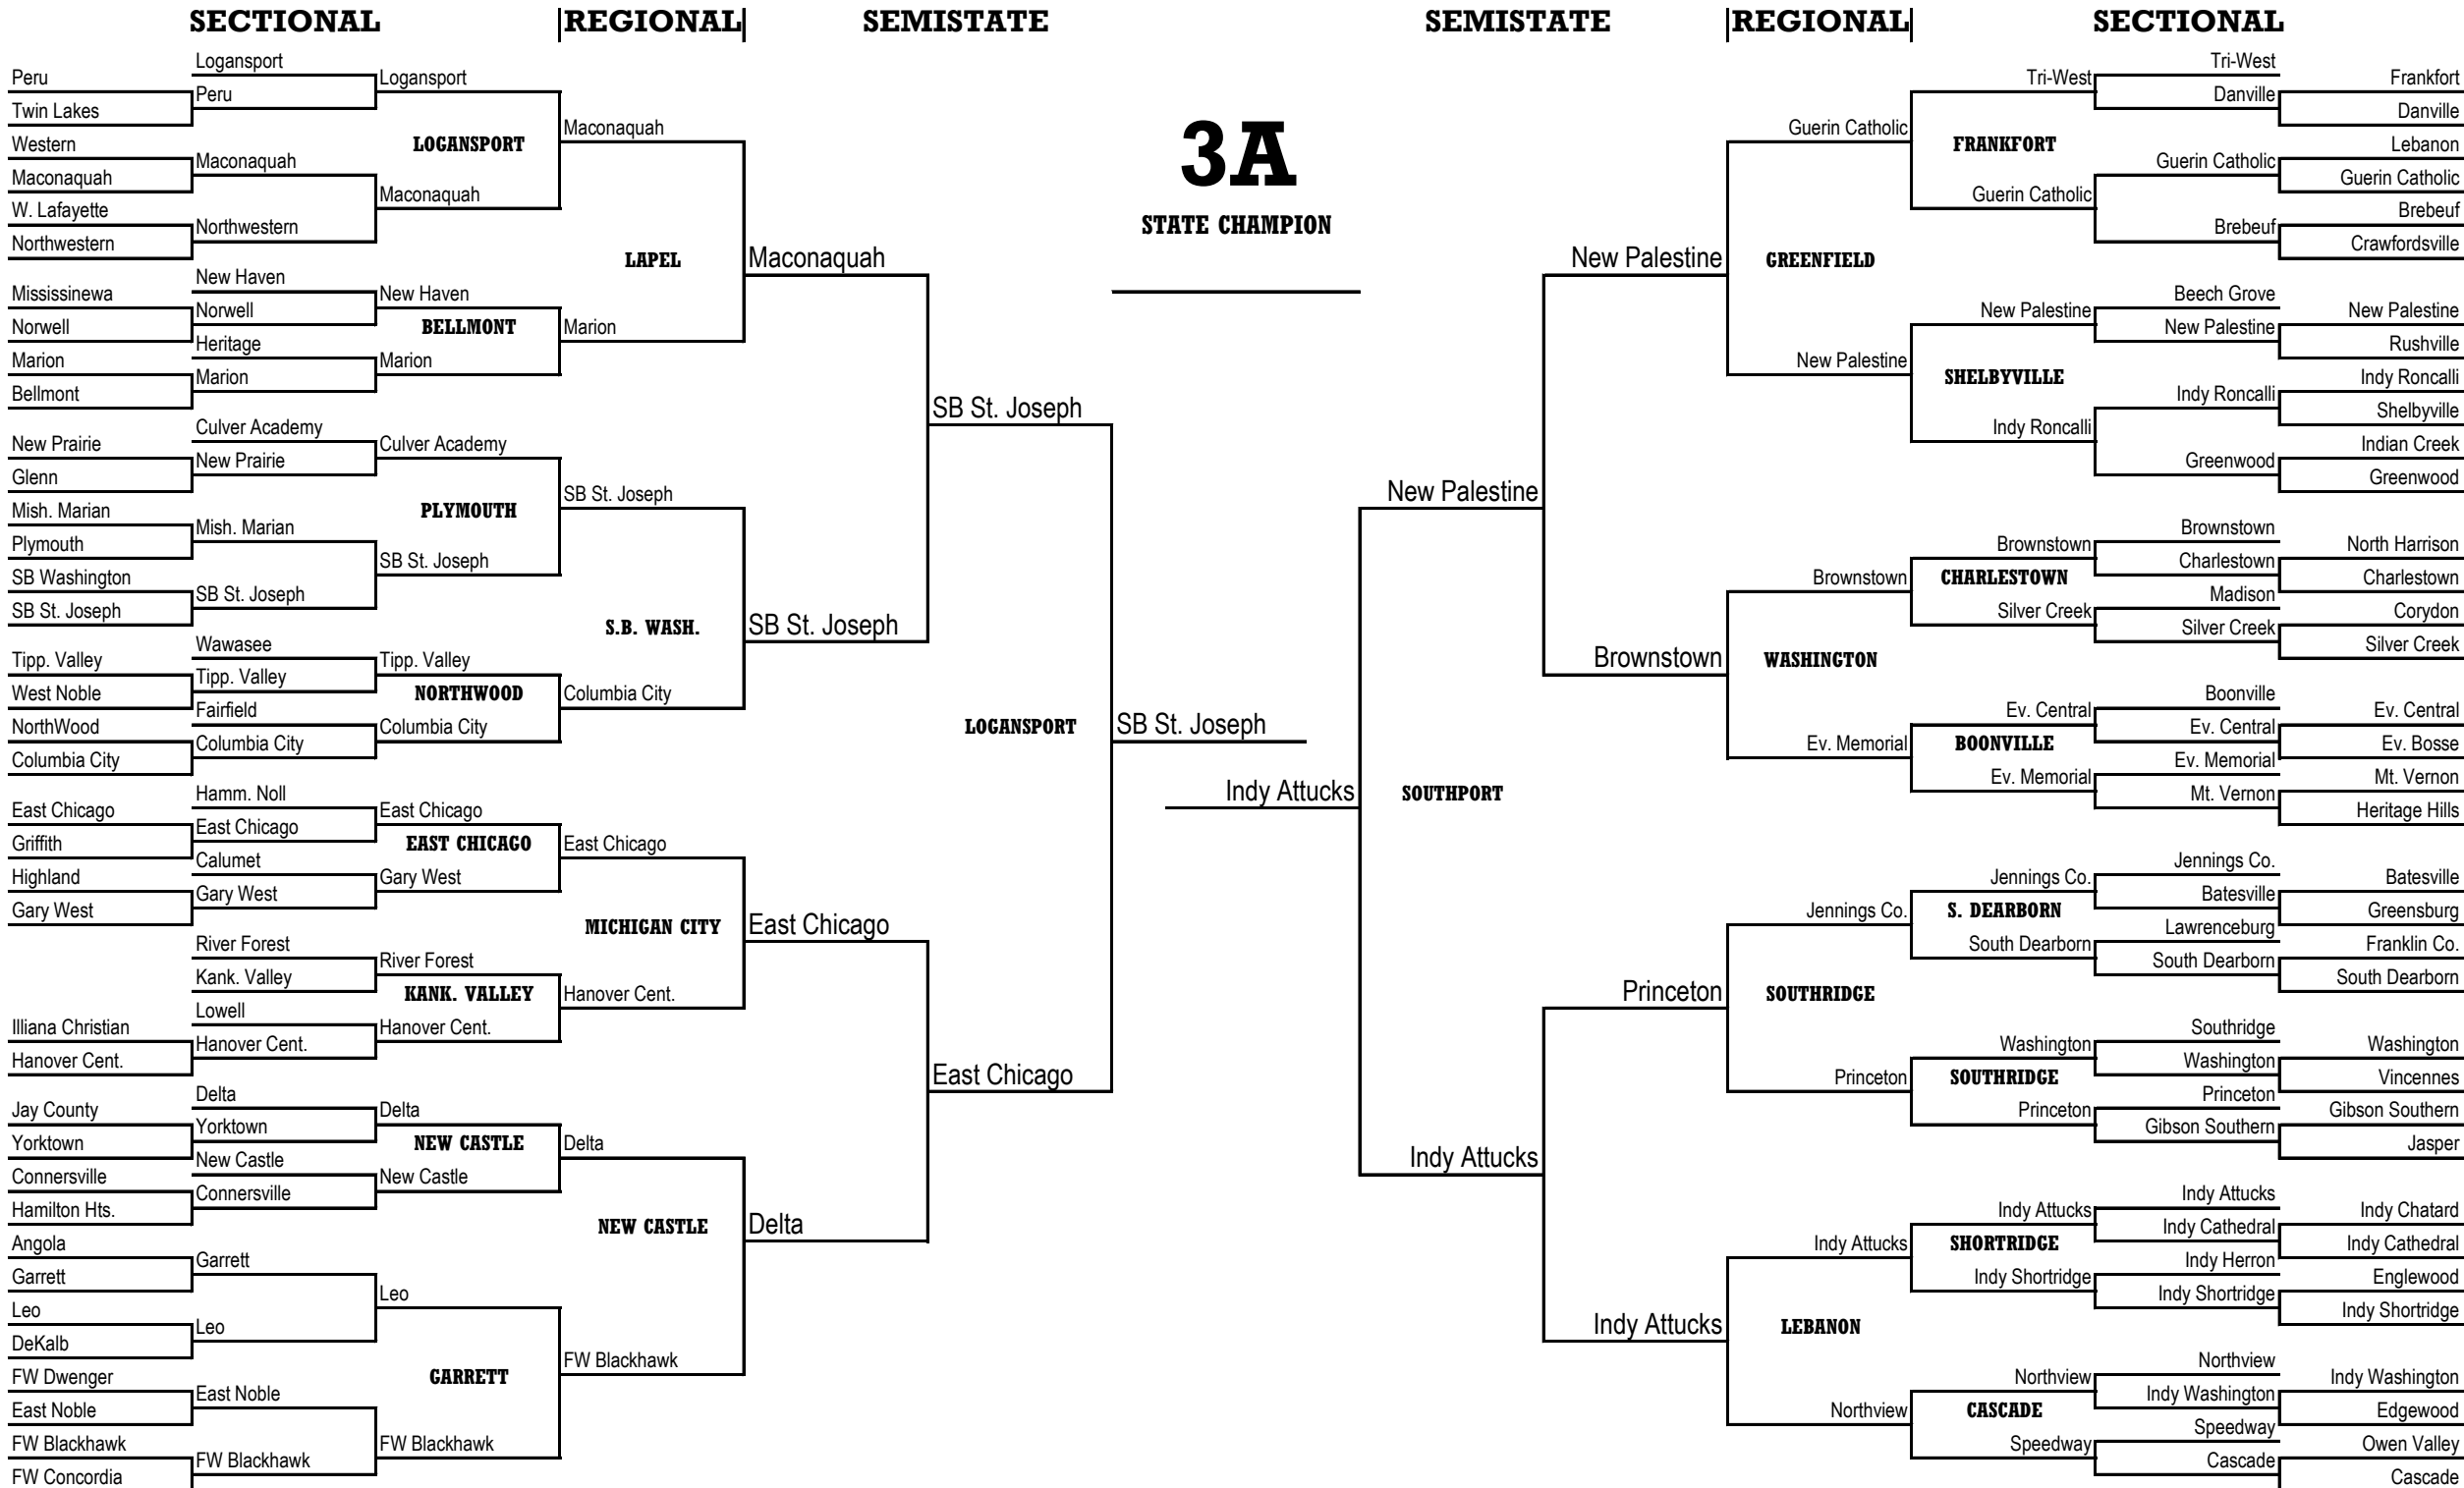 SECTIONAL
REGIONAL
SEMISTATE
SEMISTATE
REGIONAL
SECTIONAL
3A
STATE CHAMPION
Peru
Twin Lakes
Western
Maconaquah
W. Lafayette
Northwestern
Mississinewa
Norwell
Marion
Bellmont
New Prairie
Glenn
Mish. Marian
Plymouth
SB Washington
SB St. Joseph
Tipp. Valley
West Noble
NorthWood
Columbia City
East Chicago
Griffith
Highland
Gary West
Illiana Christian
Hanover Cent.
Jay County
Yorktown
Connersville
Hamilton Hts.
Angola
Garrett
Leo
DeKalb
FW Dwenger
East Noble
FW Blackhawk
FW Concordia
Logansport
Peru
Maconaquah
Northwestern
New Haven
Norwell
Heritage
Marion
Culver Academy
New Prairie
Mish. Marian
SB St. Joseph
Wawasee
Tipp. Valley
Fairfield
Columbia City
Hamm. Noll
East Chicago
Calumet
Gary West
River Forest
Kank. Valley
Lowell
Hanover Cent.
Delta
Yorktown
New Castle
Connersville
Garrett
Leo
East Noble
FW Blackhawk
Logansport
LOGANSPORT
Maconaquah
New Haven
BELLMONT
Marion
Culver Academy
PLYMOUTH
SB St. Joseph
Tipp. Valley
NORTHWOOD
Columbia City
East Chicago
EAST CHICAGO
Gary West
River Forest
KANK. VALLEY
Hanover Cent.
Delta
NEW CASTLE
New Castle
Leo
GARRETT
FW Blackhawk
Maconaquah
LAPEL
Marion
SB St. Joseph
S.B. WASH.
Columbia City
East Chicago
MICHIGAN CITY
Hanover Cent.
Delta
NEW CASTLE
FW Blackhawk
Maconaquah
SB St. Joseph
East Chicago
Delta
SB St. Joseph
LOGANSPORT
East Chicago
SB St. Joseph
Indy Attucks
New Palestine
SOUTHPORT
Indy Attucks
New Palestine
Brownstown
Princeton
Indy Attucks
Guerin Catholic
GREENFIELD
New Palestine
Brownstown
WASHINGTON
Ev. Memorial
Jennings Co.
SOUTHRIDGE
Princeton
Indy Attucks
LEBANON
Northview
Tri-West
FRANKFORT
Guerin Catholic
New Palestine
SHELBYVILLE
Indy Roncalli
Brownstown
CHARLESTOWN
Silver Creek
Ev. Central
BOONVILLE
Ev. Memorial
Jennings Co.
S. DEARBORN
South Dearborn
Washington
SOUTHRIDGE
Princeton
Indy Attucks
SHORTRIDGE
Indy Shortridge
Northview
CASCADE
Speedway
Tri-West
Danville
Guerin Catholic
Brebeuf
Beech Grove
New Palestine
Indy Roncalli
Greenwood
Brownstown
Charlestown
Madison
Silver Creek
Boonville
Ev. Central
Ev. Memorial
Mt. Vernon
Jennings Co.
Batesville
Lawrenceburg
South Dearborn
Southridge
Washington
Princeton
Gibson Southern
Indy Attucks
Indy Cathedral
Indy Herron
Indy Shortridge
Northview
Indy Washington
Speedway
Cascade
Frankfort
Danville
Lebanon
Guerin Catholic
Brebeuf
Crawfordsville
New Palestine
Rushville
Indy Roncalli
Shelbyville
Indian Creek
Greenwood
North Harrison
Charlestown
Corydon
Silver Creek
Ev. Central
Ev. Bosse
Mt. Vernon
Heritage Hills
Batesville
Greensburg
Franklin Co.
South Dearborn
Washington
Vincennes
Gibson Southern
Jasper
Indy Chatard
Indy Cathedral
Englewood
Indy Shortridge
Indy Washington
Edgewood
Owen Valley
Cascade